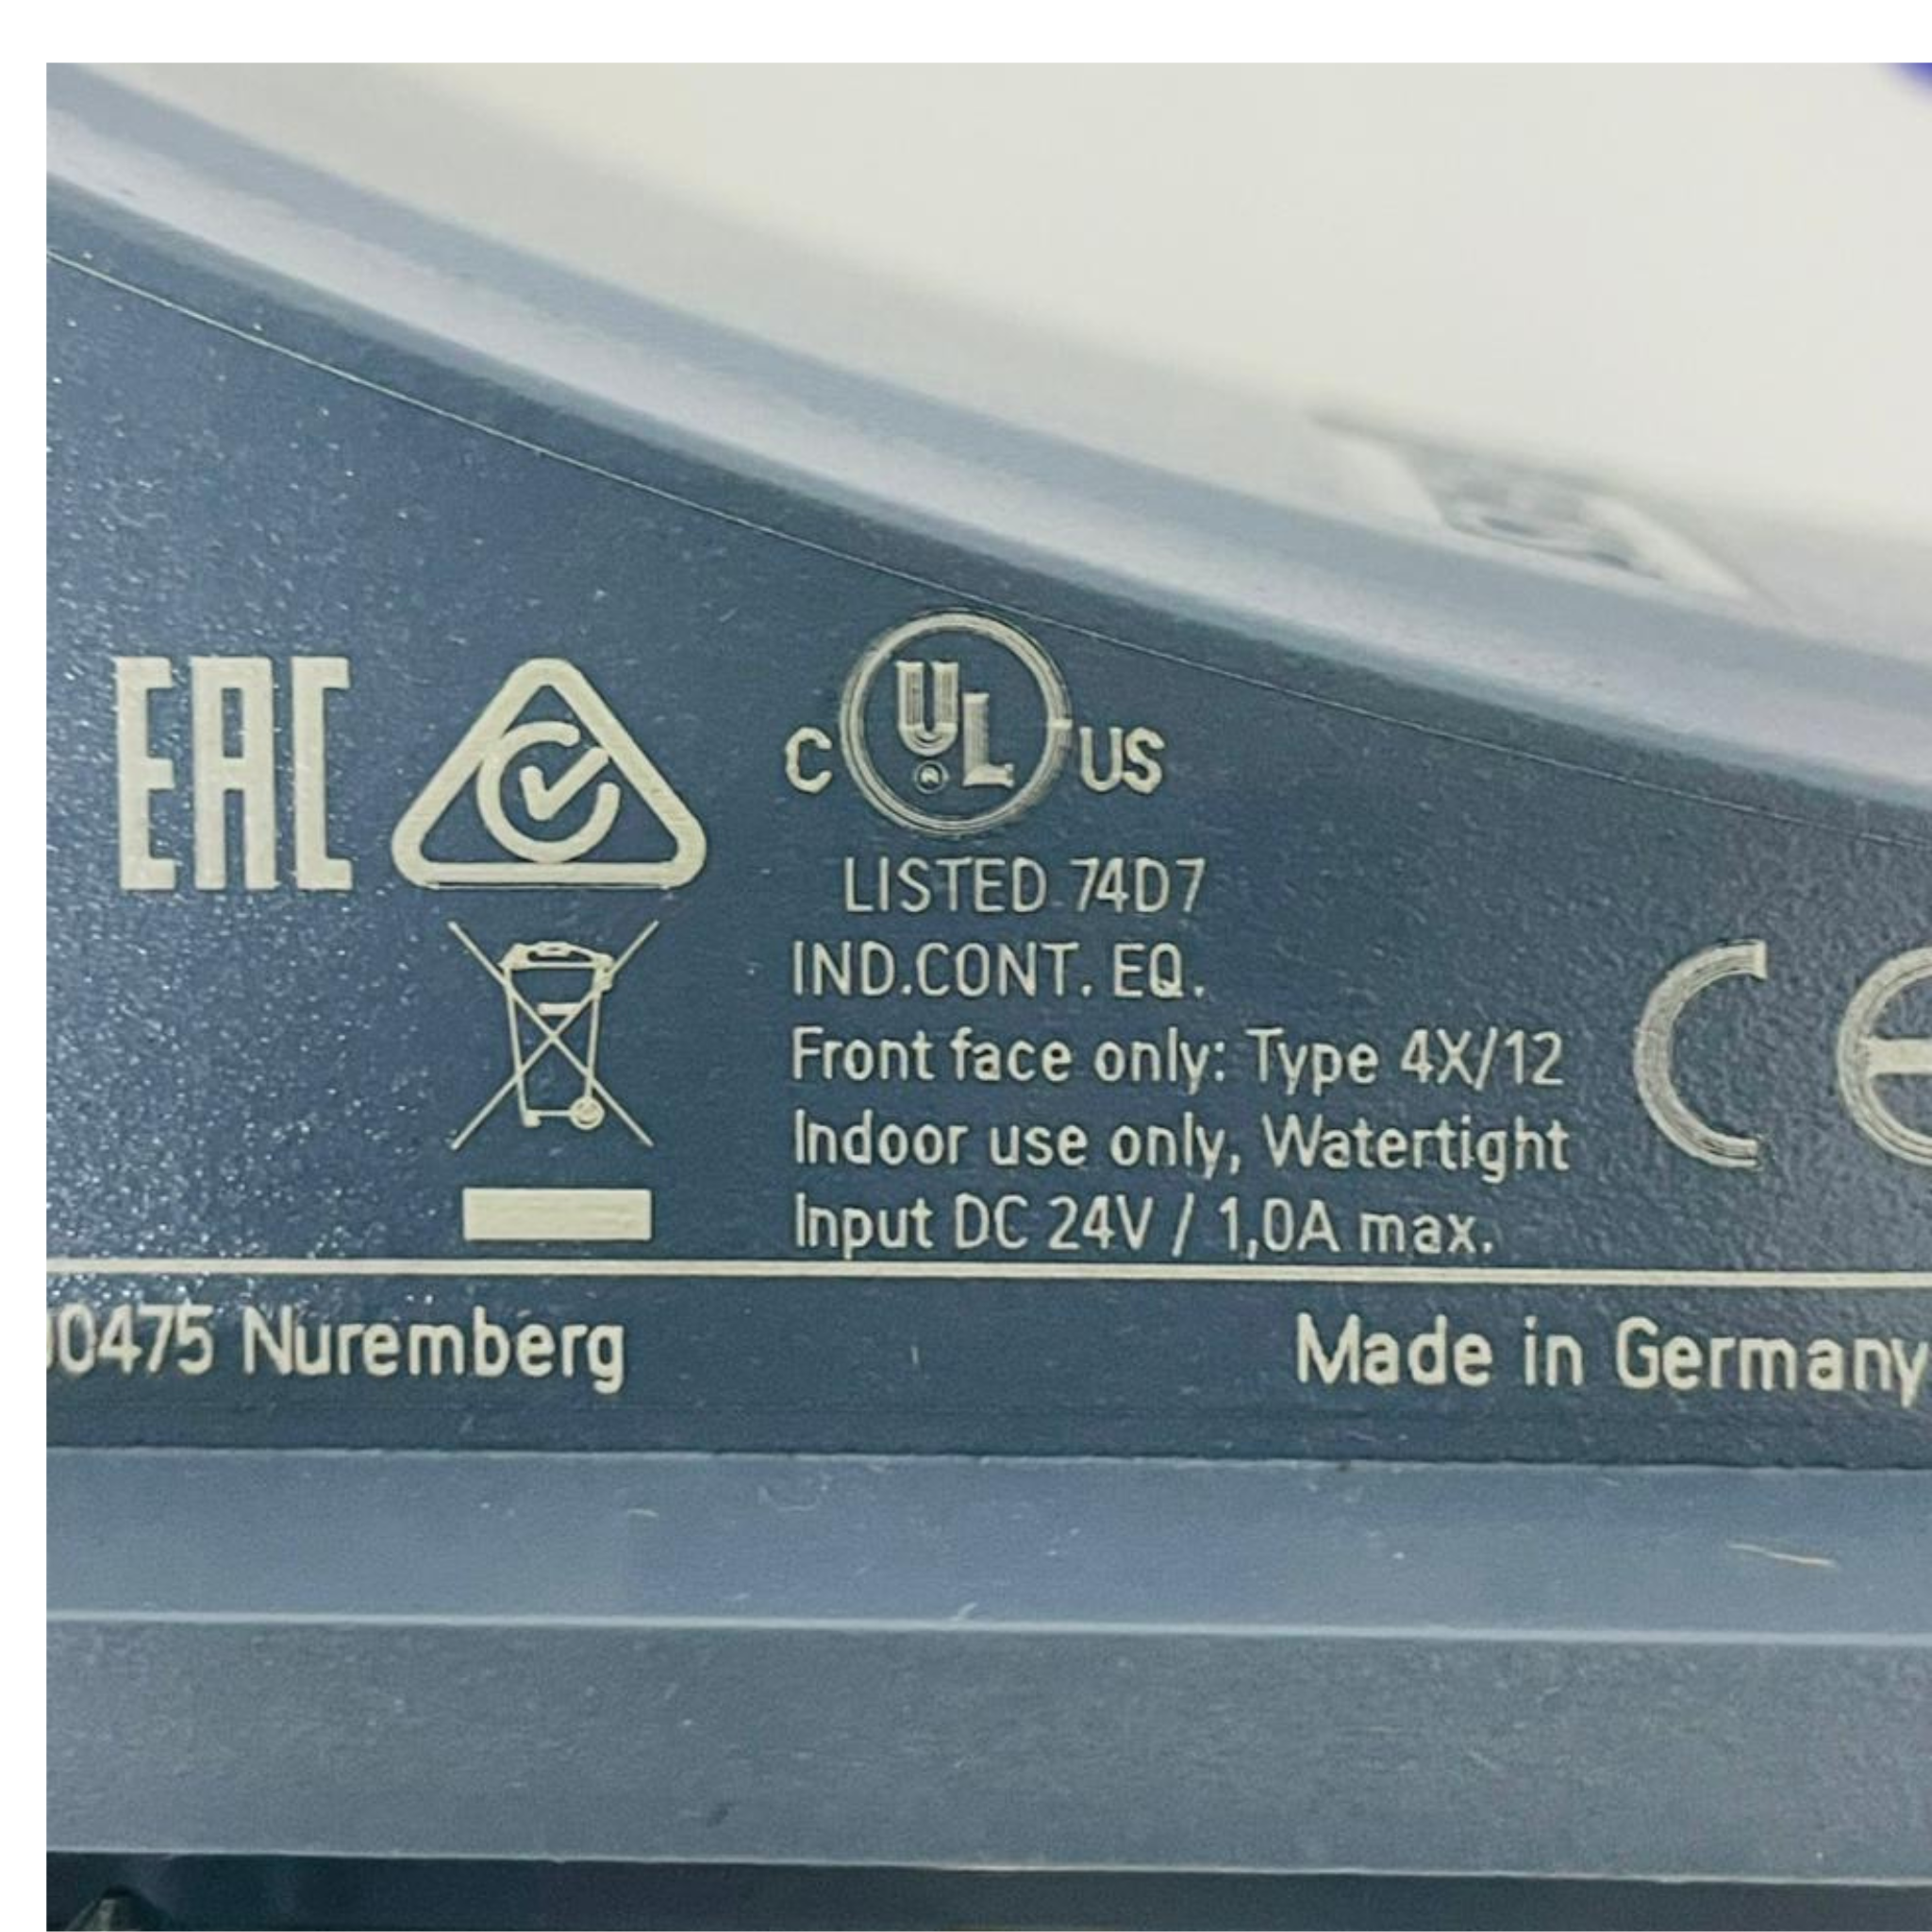 EAC
C UL US
LISTED 74D7
IND.CONT. EQ.
Front face only: Type 4X/12
Indoor use only, Watertight
Input DC 24V / 1,0A max.
CE
Nuremberg
Made in Germany